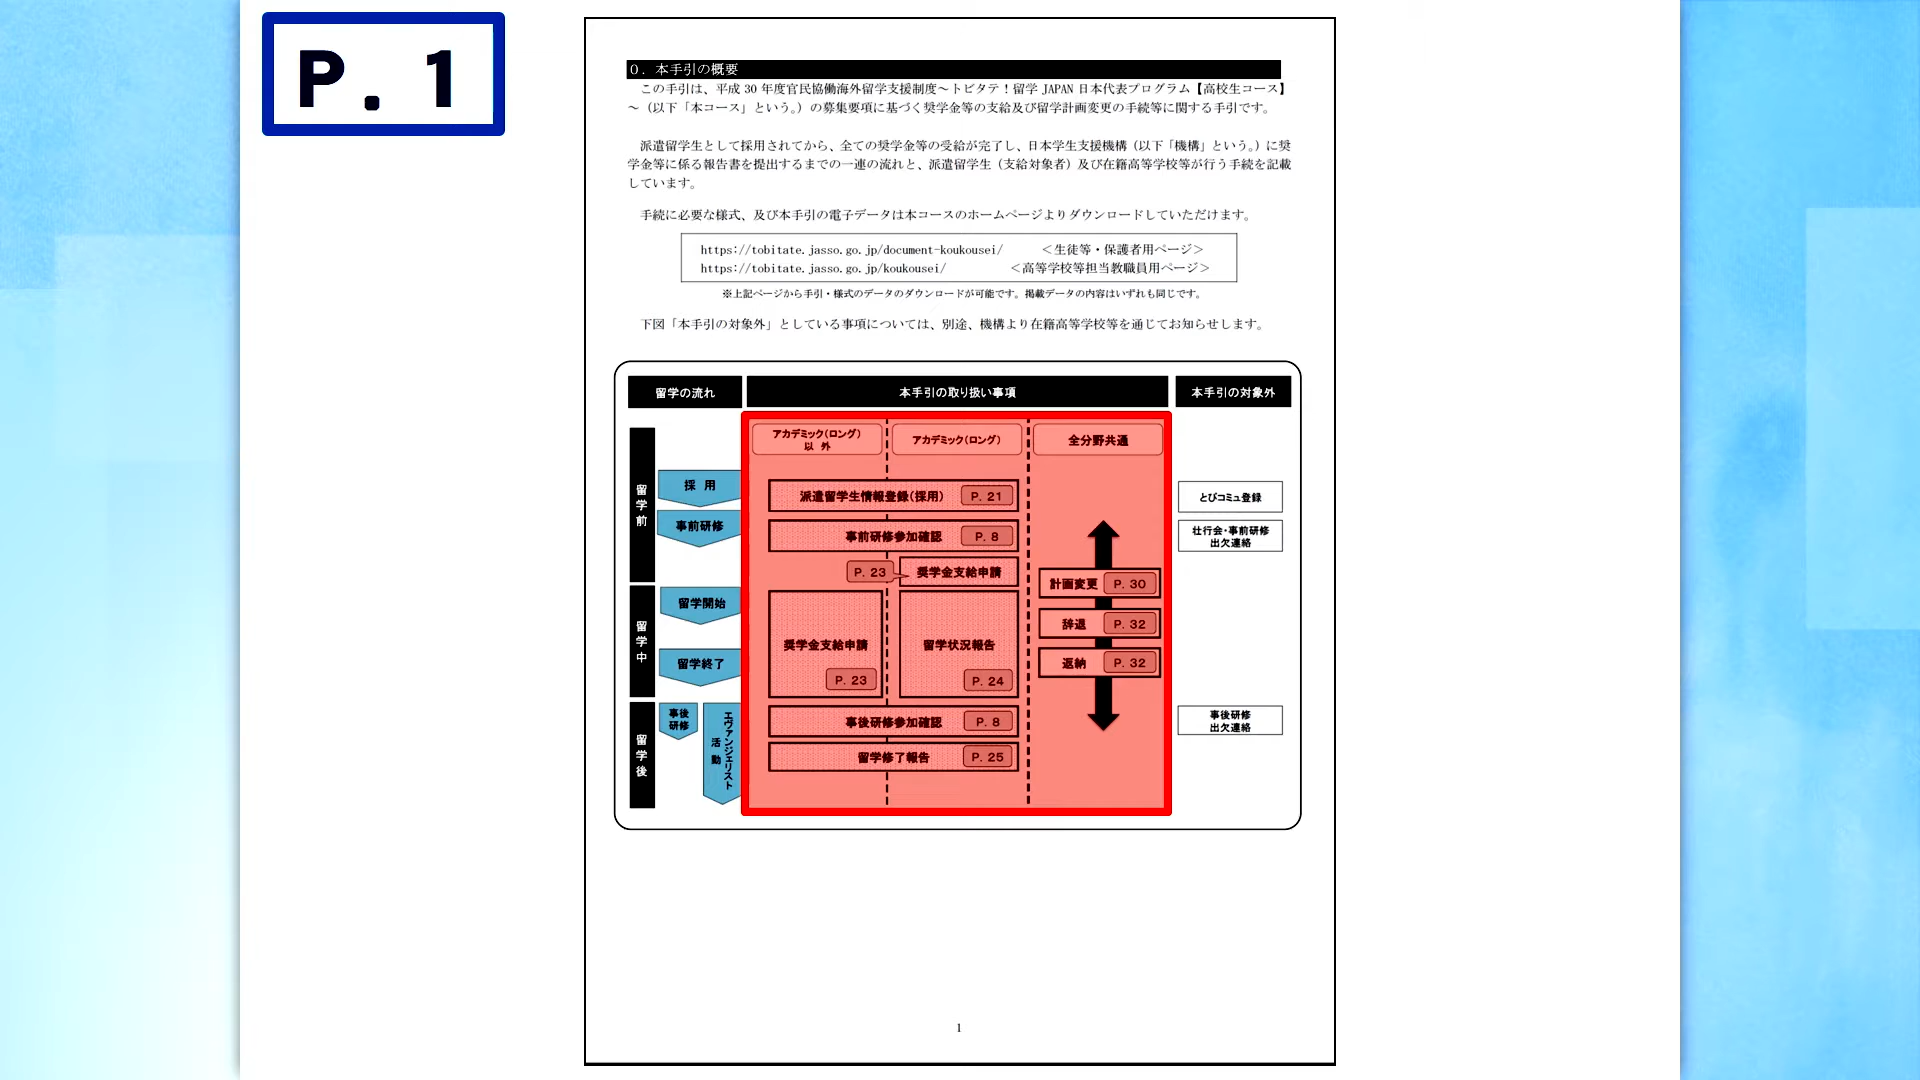 P. 1
0．本手引の概要
この手引は、平成 30 年度官民協働海外留学支援制度～トビタテ！留学 JAPAN 日本代表プログラム【高校生コース】
～（以下「本コース」という。）の募集要項に基づく奨学金等の支給及び留学計画変更の手続等に関する手引です。
派遣留学生として採用されてから、全ての奨学金等の受給が完了し、日本学生支援機構（以下「機構」という。）に奨
学金等に係る報告書を提出するまでの一連の流れと、派遣留学生（支給対象者）及び在籍高等学校等が行う手続を記載
しています。
手続に必要な様式、及び本手引の電子データは本コースのホームページよりダウンロードしていただけます。
https://tobitate.jasso.go.jp/document-koukousei/ ＜生徒等・保護者用ページ＞
https://tobitate.jasso.go.jp/koukousei/ ＜高等学校等担当教職員用ページ＞
※上記ページから手引・様式のデータのダウンロードが可能です。掲載データの内容はいずれも同じです。
下図「本手引の対象外」としている事項については、別途、機構より在籍高等学校等を通じてお知らせします。
留学の流れ 本手引の取り扱い事項 本手引の対象外
アカデミック（ロング）
以 外
アカデミック（ロング）
全分野共通
留学前
採 用
派遣留学生情報登録（採用） P. 21
とびコミュ登録
事前研修
事前研修参加確認 P. 8
壮行会・事前研修
出欠連絡
P. 23 奨学金支給申請
計画変更 P. 30
留学中
留学開始
辞退 P. 32
奨学金支給申請
P. 23
留学状況報告
P. 24
返納 P. 32
留学終了
留学後
事後
研修
エヴァンジェリスト
活動
事後研修参加確認 P. 8
事後研修
出欠連絡
留学修了報告 P. 25
1